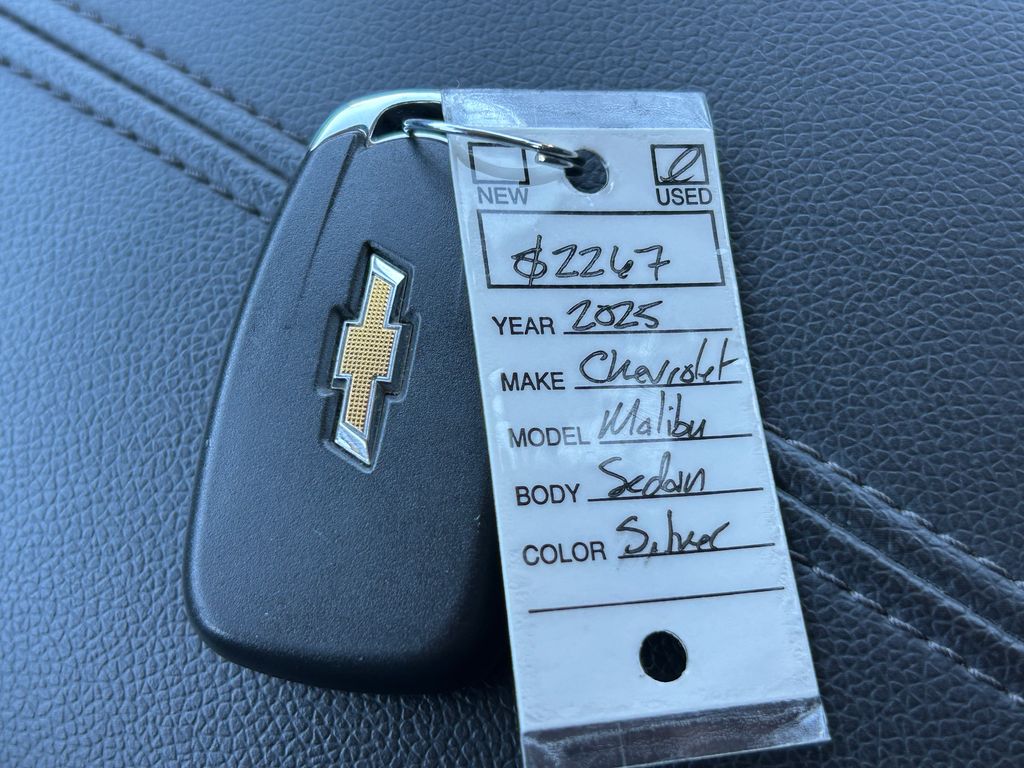 NEW USED
$2267
YEAR 2025
MAKE Chevrolet
MODEL Malibu
BODY Sedan
COLOR Silver